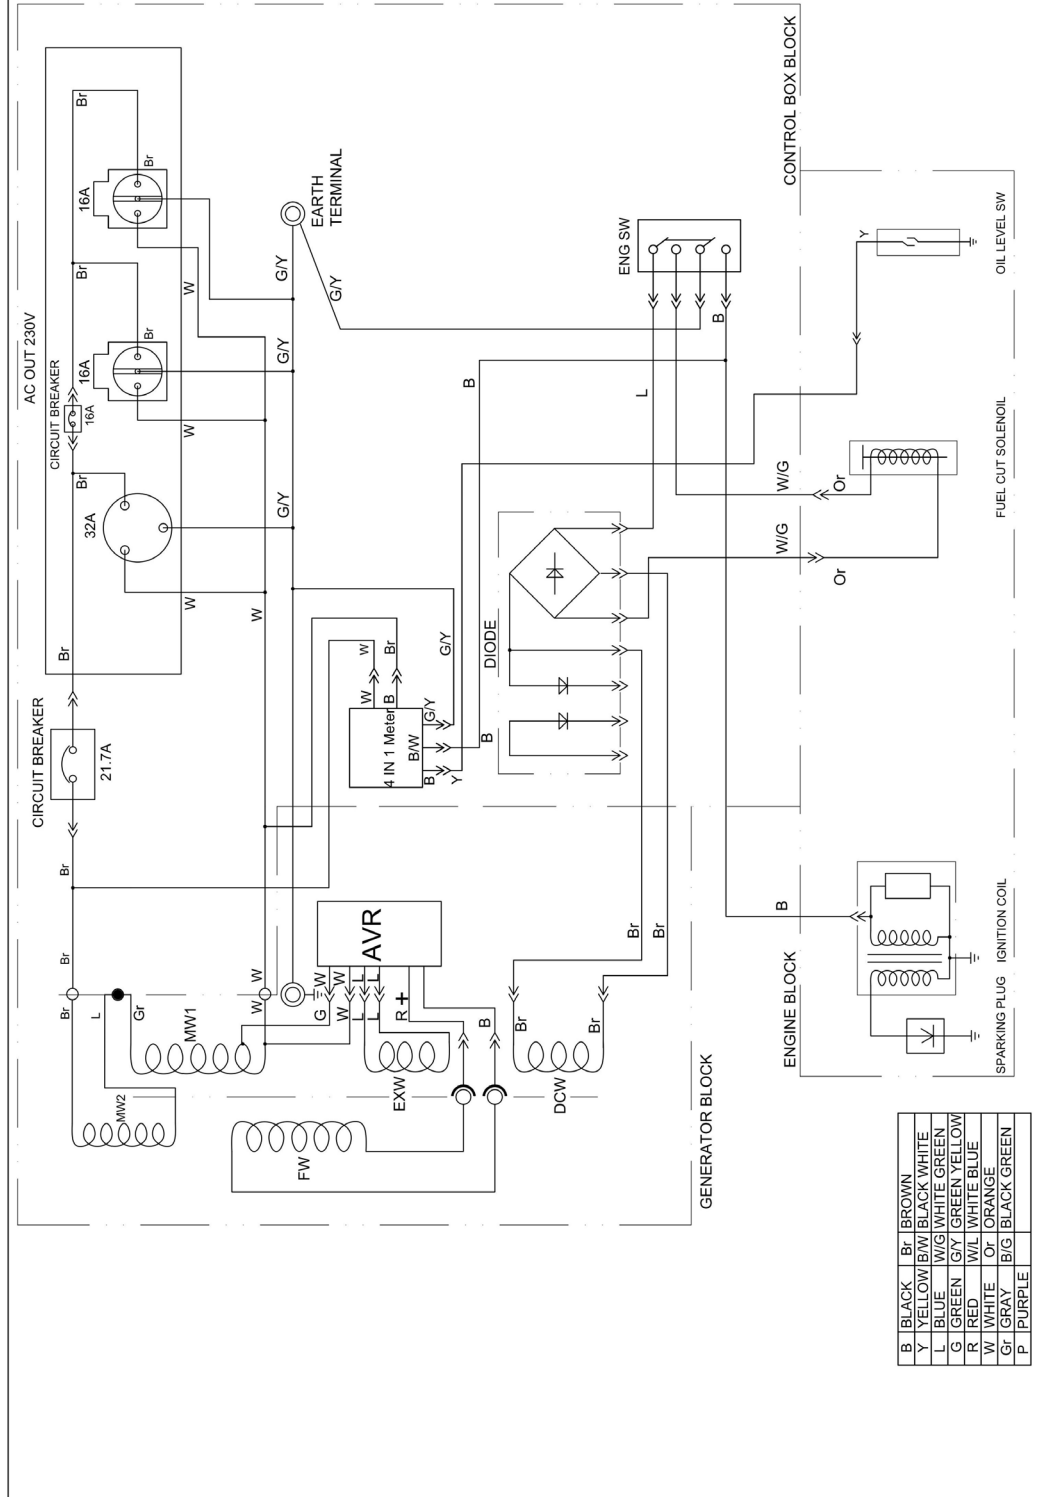 AC OUT 230V
CIRCUIT BREAKER
21.7A
CIRCUIT BREAKER
16A
32A
16A
16A
Br
Br
Br
Br
Br
Br
Br
Br
Br
Br
L
Gr
MW2
MW1
W
W
W
W
W
W
W
G/Y
G/Y
G/Y
G/Y
EARTH
TERMINAL
FW
EXW
DCW
AVR
G
W
W
W
L
L
L
L
R +
B
Br
Br
Br
Br
4 IN 1 Meter
W
W
B
Br
B
B/W
G/Y
G/Y
Y
B
B
DIODE
ENG SW
L
B
W/G
W/G
Or
Or
Y
B
GENERATOR BLOCK
ENGINE BLOCK
CONTROL BOX BLOCK
SPARKING PLUG
IGNITION COIL
FUEL CUT SOLENOIL
OIL LEVEL SW
B BLACK Br BROWN
Y YELLOW B/W BLACK WHITE
L BLUE W/G WHITE GREEN
G GREEN G/Y GREEN YELLOW
R RED W/L WHITE BLUE
W WHITE Or ORANGE
Gr GRAY B/G BLACK GREEN
P PURPLE